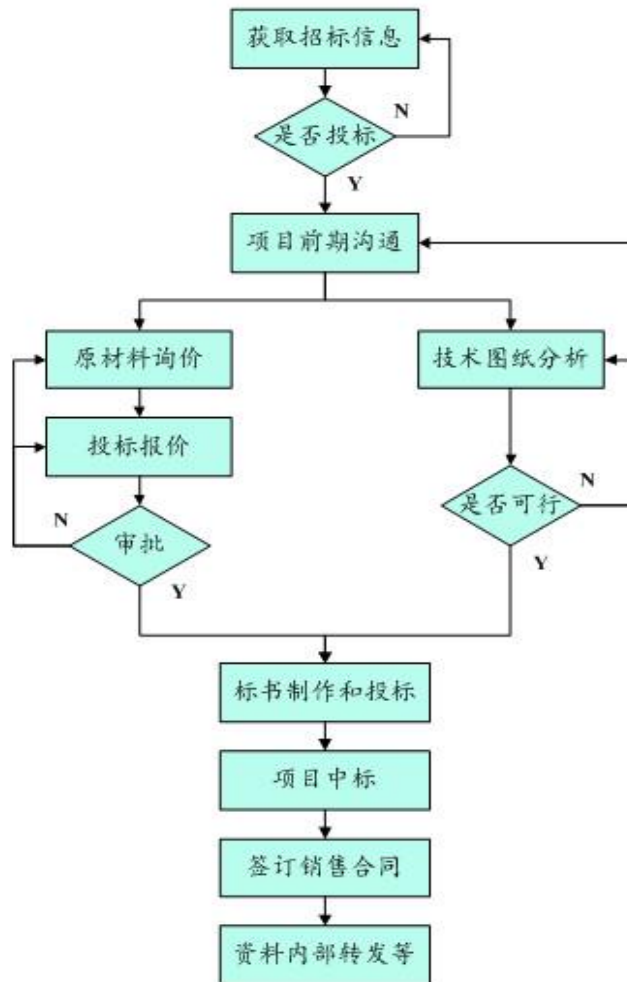 获取招标信息
N
是否投标
Y
项目前期沟通
原材料询价
技术图纸分析
投标报价
N
是否可行
N
审批
Y
Y
标书制作和投标
项目中标
签订销售合同
资料内部转发等